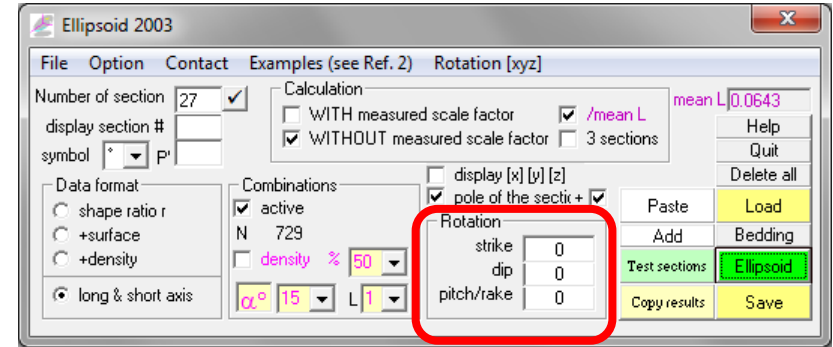 Ellipsoid 2003
File Option Contact Examples (see Ref. 2) Rotation [xyz]
Number of section 27
display section #
symbol ° P'
Calculation
WITH measured scale factor /mean L
WITHOUT measured scale factor 3 sections
mean L 0.0643
Help
Quit
Delete all
Data format
shape ratio r
+surface
+density
long & short axis
Combinations
active
N 729
density % 50
α° 15 L 1
display [x] [y] [z]
pole of the sectic +
Rotation
strike 0
dip 0
pitch/rake 0
Paste Load
Add Bedding
Test sections Ellipsoid
Copy results Save